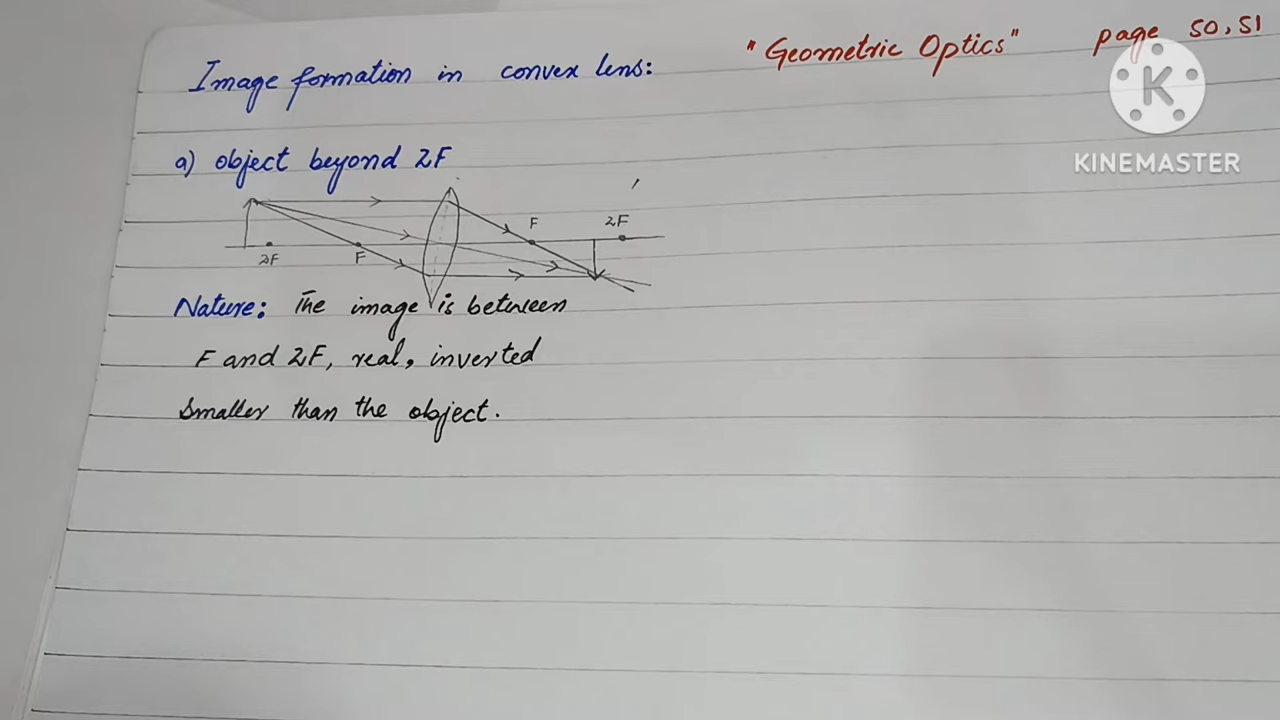 "Geometric Optics" page 50, 51
Image formation in convex lens:
K
KINEMASTER
a) object beyond 2F
F 2F
2F F
Nature: The image is between
F and 2F, real, inverted
Smaller than the object.